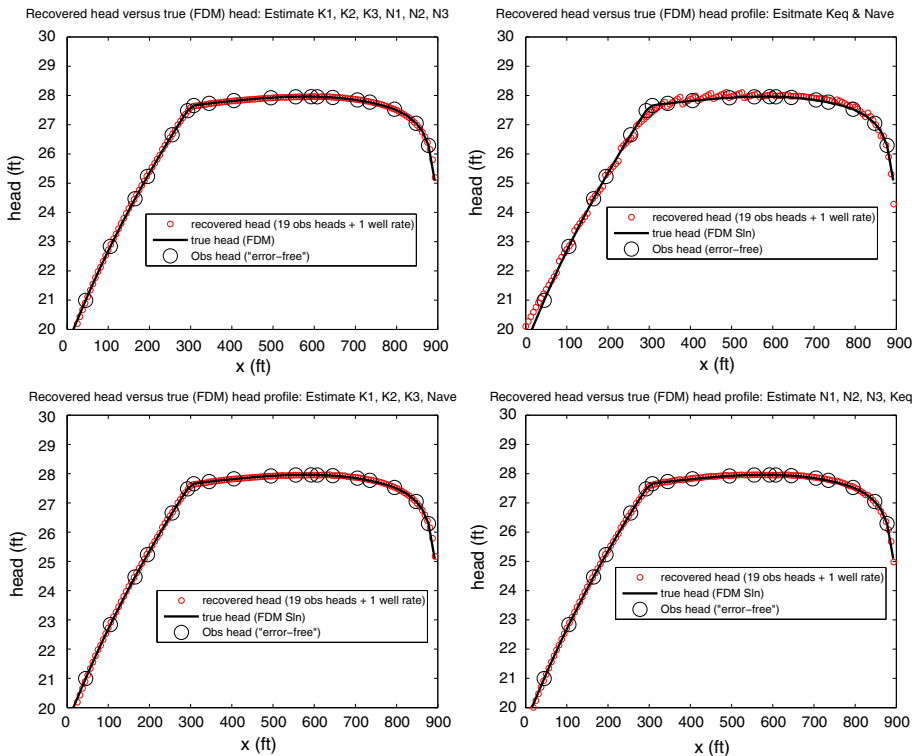 Recovered head versus true (FDM) head: Estimate K1, K2, K3, N1, N2, N3
30
29
28
27
26
25
24
23
22
21
20
head (ft)
recovered head (19 obs heads + 1 well rate)
true head (FDM)
Obs head ("error−free")
0 100 200 300 400 500 600 700 800 900
x (ft)
Recovered head versus true (FDM) head profile: Esitmate Keq & Nave
30
29
28
27
26
25
24
23
22
21
20
head (ft)
recovered head (19 obs heads + 1 well rate)
true head (FDM Sln)
Obs head (error−free)
0 100 200 300 400 500 600 700 800 900
x (ft)
Recovered head versus true (FDM) head profile: Estimate K1, K2, K3, Nave
30
29
28
27
26
25
24
23
22
21
20
head (ft)
recovered head (19 obs heads + 1 well rate)
true head (FDM Sln)
Obs head ("error−free")
0 100 200 300 400 500 600 700 800 900
x (ft)
Recovered head versus true (FDM) head profile: Estimate N1, N2, N3, Keq
30
29
28
27
26
25
24
23
22
21
20
head (ft)
recovered head (19 obs heads + 1 well rate)
true head (FDM Sln)
Obs head ("error−free")
0 100 200 300 400 500 600 700 800 900
x (ft)